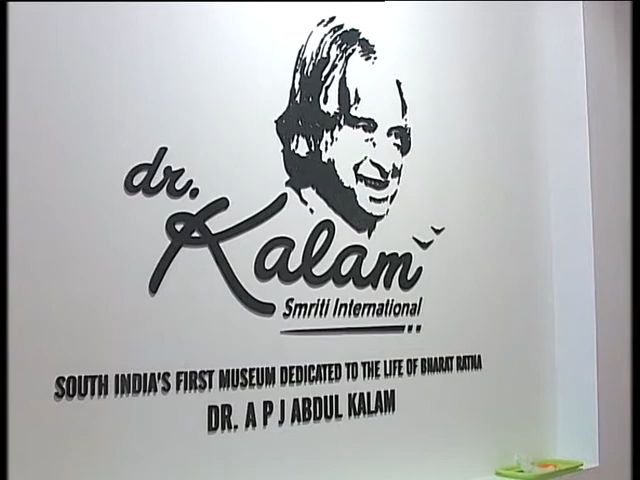 dr.
Kalam
Smriti International
SOUTH INDIA'S FIRST MUSEUM DEDICATED TO THE LIFE OF BHARAT RATNA
DR. A P J ABDUL KALAM